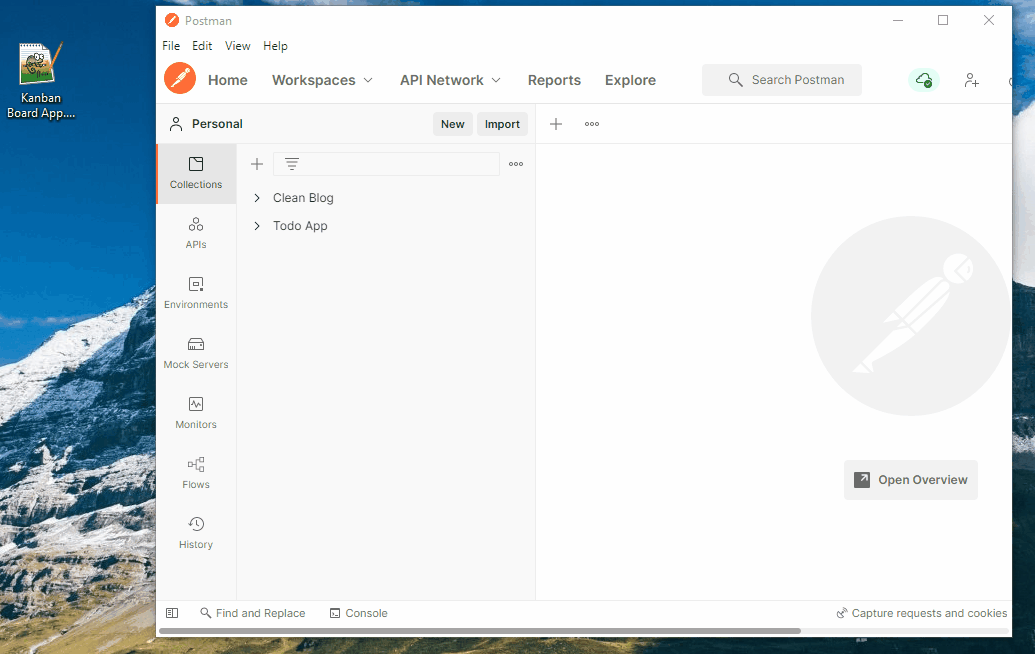 Kanban
Board App....
Postman
File Edit View Help
Home Workspaces API Network Reports Explore Search Postman
Personal New Import
Collections
Clean Blog
Todo App
APIs
Environments
Mock Servers
Monitors
Flows
History
Open Overview
Find and Replace Console Capture requests and cookies